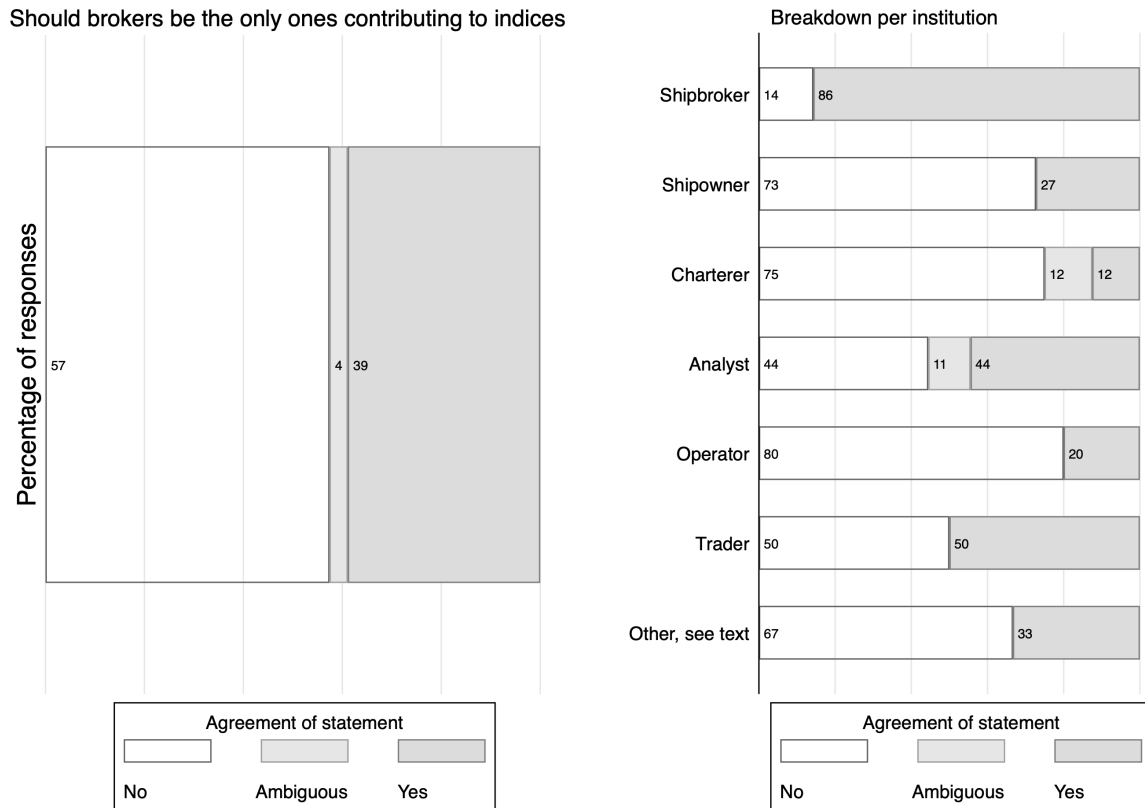 Should brokers be the only ones contributing to indices
Percentage of responses
57 4 39
Agreement of statement
No Ambiguous Yes
Breakdown per institution
Shipbroker 14 86
Shipowner 73 27
Charterer 75 12 12
Analyst 44 11 44
Operator 80 20
Trader 50 50
Other, see text 67 33
Agreement of statement
No Ambiguous Yes